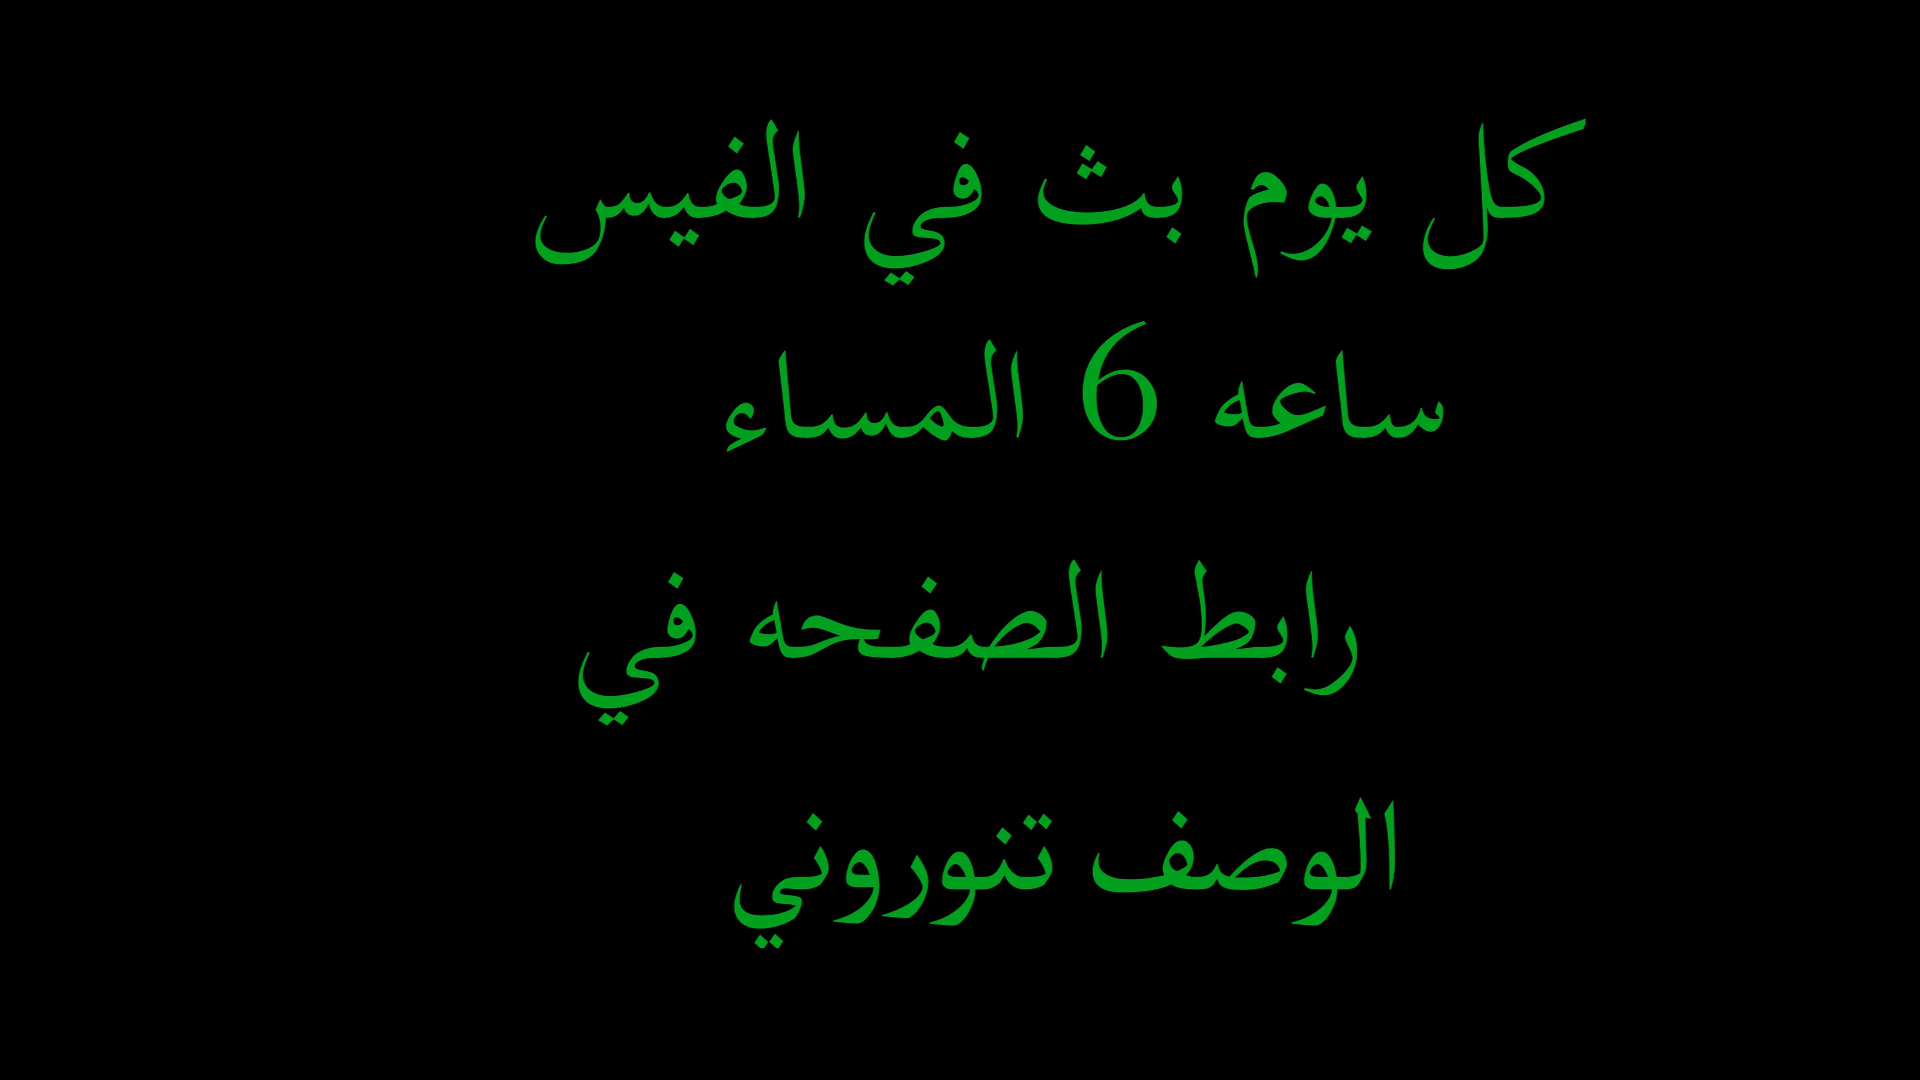 كل يوم بث في الفيس
ساعه 6 المساء
رابط الصفحه في
الوصف تنوروني